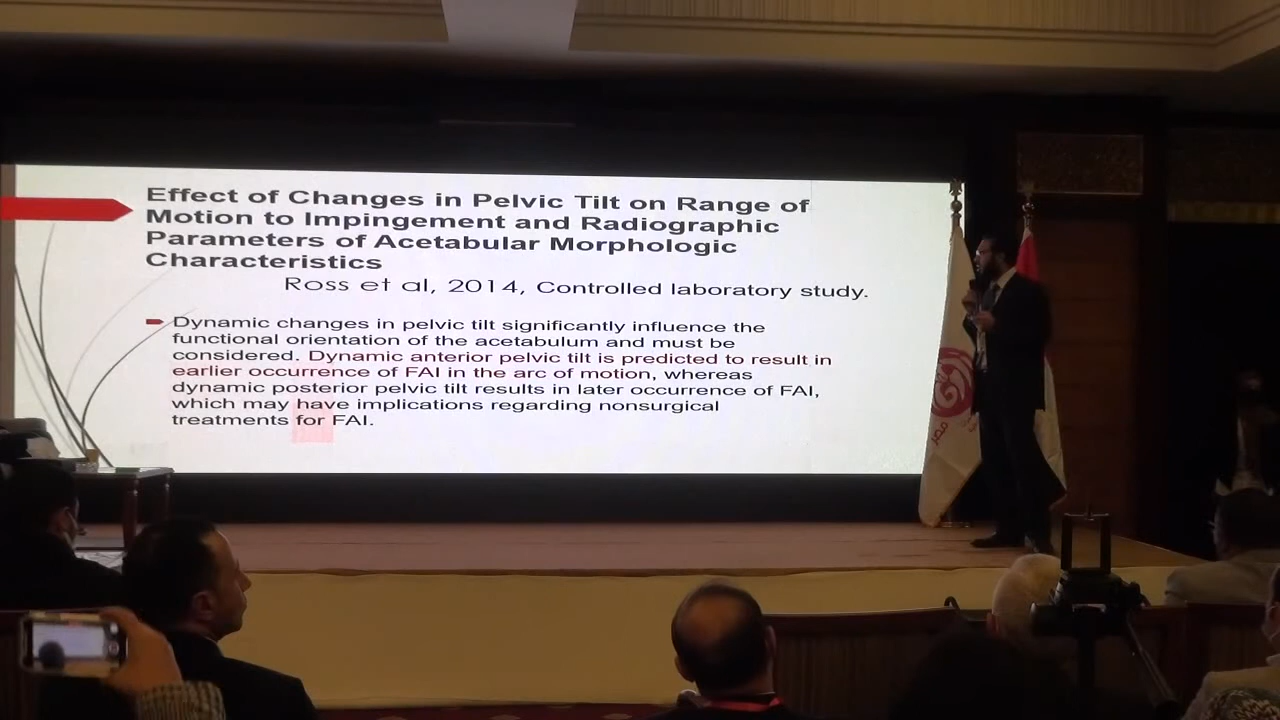 Effect of Changes in Pelvic Tilt on Range of
Motion to Impingement and Radiographic
Parameters of Acetabular Morphologic
Characteristics
Ross et al, 2014, Controlled laboratory study.
Dynamic changes in pelvic tilt significantly influence the
functional orientation of the acetabulum and must be
considered. Dynamic anterior pelvic tilt is predicted to result in
earlier occurrence of FAI in the arc of motion, whereas
dynamic posterior pelvic tilt results in later occurrence of FAI,
which may have implications regarding nonsurgical
treatments for FAI.
مصر